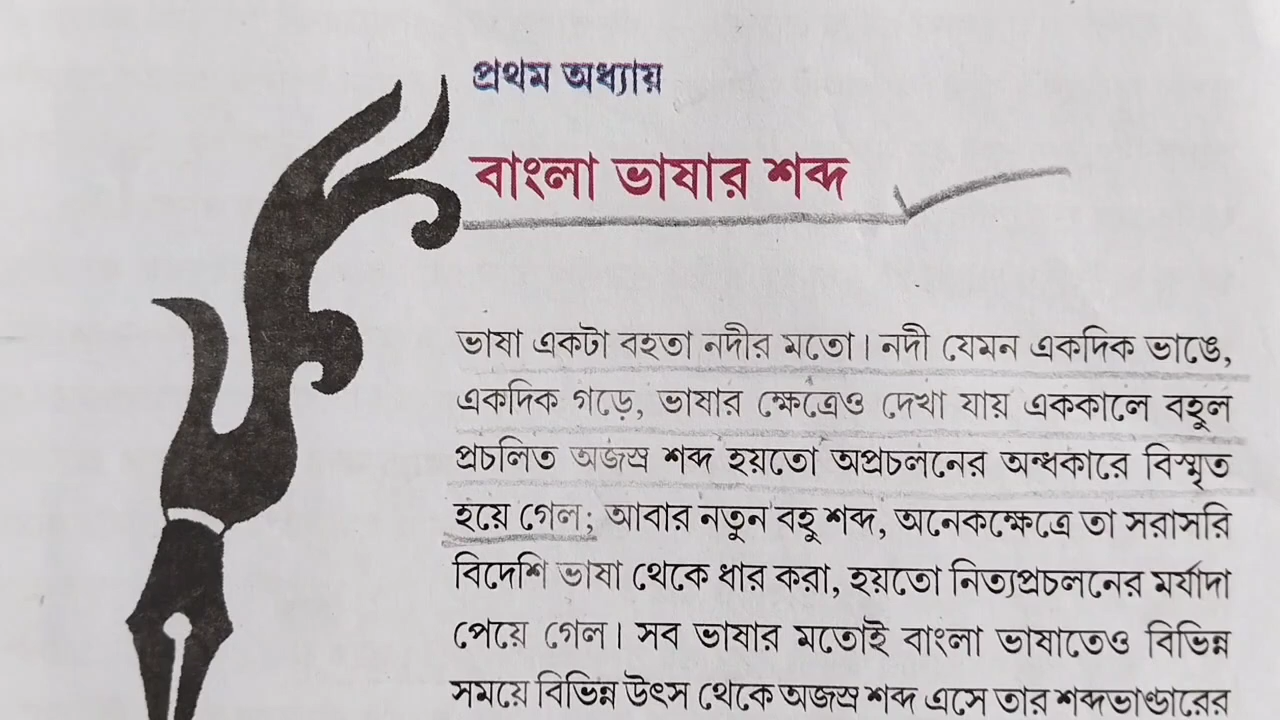 প্রথম অধ্যায়
বাংলা ভাষার শব্দ
ভাষা একটা বহতা নদীর মতো। নদী যেমন একদিক ভাঙে,
একদিক গড়ে, ভাষার ক্ষেত্রেও দেখা যায় এককালে বহুল
প্রচলিত অজস্র শব্দ হয়তো অপ্রচলনের অন্ধকারে বিস্মৃত
হয়ে গেল; আবার নতুন বহু শব্দ, অনেকক্ষেত্রে তা সরাসরি
বিদেশি ভাষা থেকে ধার করা, হয়তো নিত্যপ্রচলনের মর্যাদা
পেয়ে গেল। সব ভাষার মতোই বাংলা ভাষাতেও বিভিন্ন
সময়ে বিভিন্ন উৎস থেকে অজস্র শব্দ এসে তার শব্দভাণ্ডারের